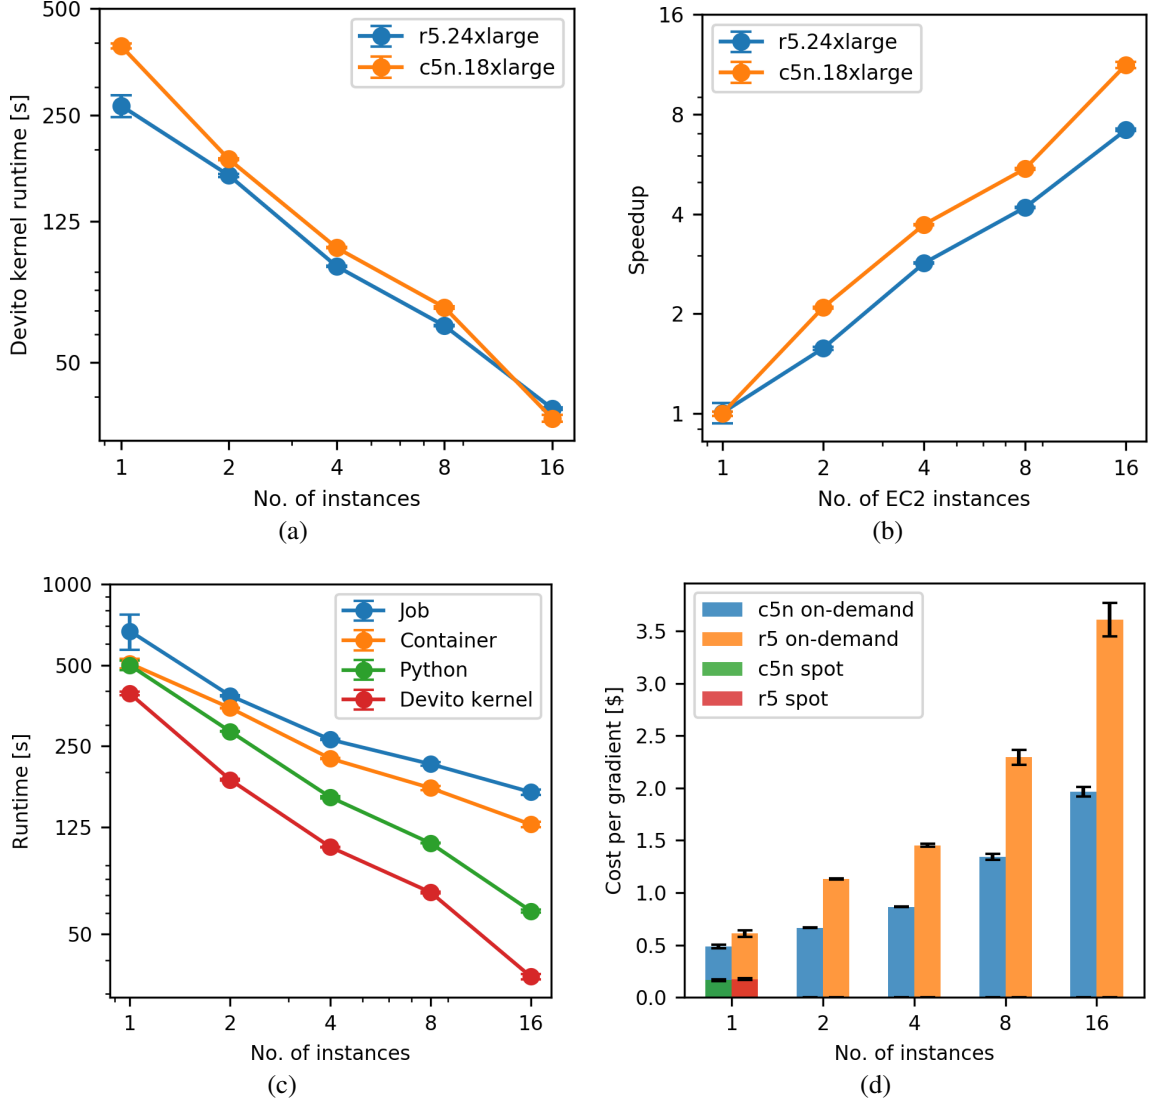 500
250
125
50
Devito kernel runtime [s]
r5.24xlarge
c5n.18xlarge
1 2 4 8 16
No. of instances
(a)
16
8
4
2
1
Speedup
r5.24xlarge
c5n.18xlarge
1 2 4 8 16
No. of EC2 instances
(b)
1000
500
250
125
50
Runtime [s]
Job
Container
Python
Devito kernel
1 2 4 8 16
No. of instances
(c)
3.5
3.0
2.5
2.0
1.5
1.0
0.5
0.0
Cost per gradient [$]
c5n on-demand
r5 on-demand
c5n spot
r5 spot
1 2 4 8 16
No. of instances
(d)